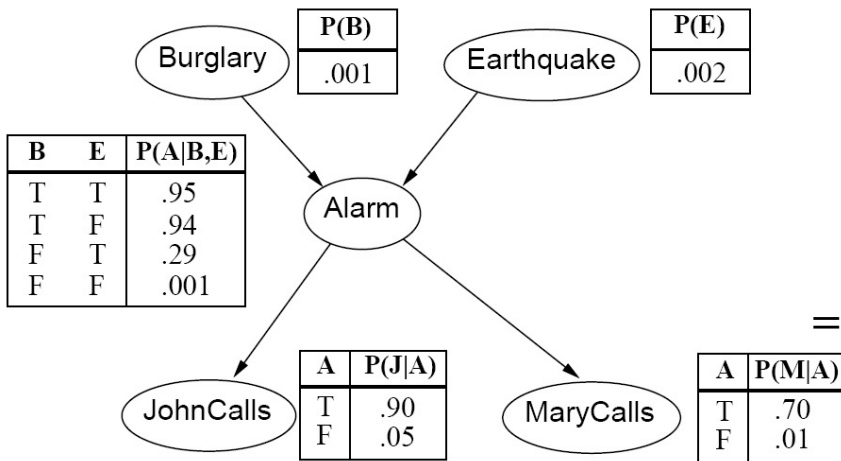 Burglary
P(B)
.001
Earthquake
P(E)
.002
B E P(A|B,E)
T T .95
T F .94
F T .29
F F .001
Alarm
=
JohnCalls
A P(J|A)
T .90
F .05
MaryCalls
A P(M|A)
T .70
F .01